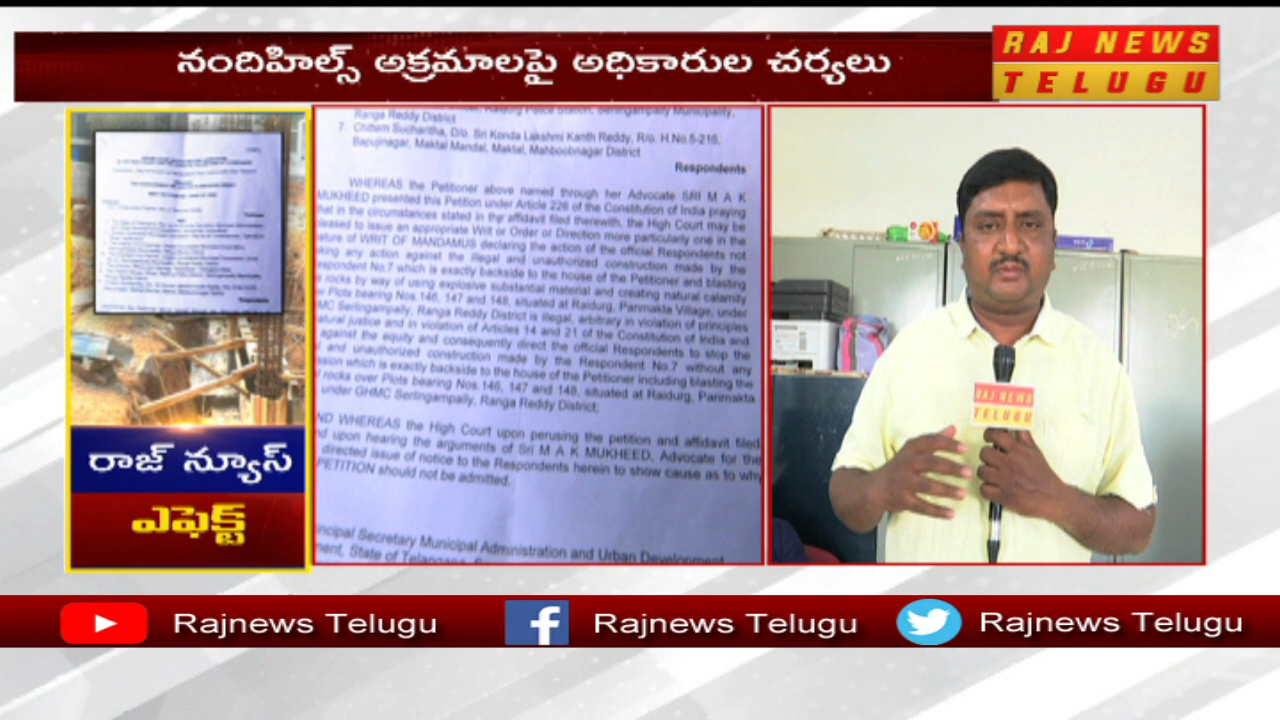 నందిహిల్స్ అక్రమాలపై అధికారుల చర్యలు
RAJ NEWS
TELUGU
రాజ్ న్యూస్
ఎఫెక్ట్
Ranga Reddy District
7. Chittem Sucharitha, D/o. Sri Konda Lakshmi Kanth Reddy, R/o. H.No.5-216,
Bapujinagar, Maktal Mandal, Maktal, Mahboobnagar District
Respondents
WHEREAS the Petitioner above named through her Advocate SRI M A K
MUKHEED presented this Petition under Article 226 of the Constitution of India praying
that in the circumstances stated in the affidavit filed therewith, the High Court may be
leased to issue an appropriate Writ or Order or Direction more particularly one in the
ature of WRIT OF MANDAMUS declaring the action of the official Respondents not
king any action against the illegal and unauthorized construction made by the
espondent No.7 which is exactly backside to the house of the Petitioner and blasting
e rocks by way of using explosive substantial material and creating natural calamity
er Plots bearing Nos.146, 147 and 148, situated at Raidurg, Panmakta Village, under
MC Serlingampally, Ranga Reddy District is illegal, arbitrary in violation of principles
atural justice and in violation of Articles 14 and 21 of the Constitution of India and
against the equity and consequently direct the official Respondents to stop the
l and unauthorized construction made by the Respondent No.7 without any
ssion which is exactly backside to the house of the Petitioner including blasting the
l rocks over Plots bearing Nos.146, 147 and 148, situated at Raidurg, Panmakta
under GHMC Serlingampally, Ranga Reddy District,
ND WHEREAS the High Court upon perusing the petition and affidavit filed
nd upon hearing the arguments of Sri M A K MUKHEED, Advocate for the
directed issue of notice to the Respondents herein to show cause as to why
PETITION should not be admitted.
incipal Secretary Municipal Administration and Urban Development
ment, State of Telangana,
RAJ NEWS
TELUGU
Rajnews Telugu
Rajnews Telugu
Rajnews Telugu